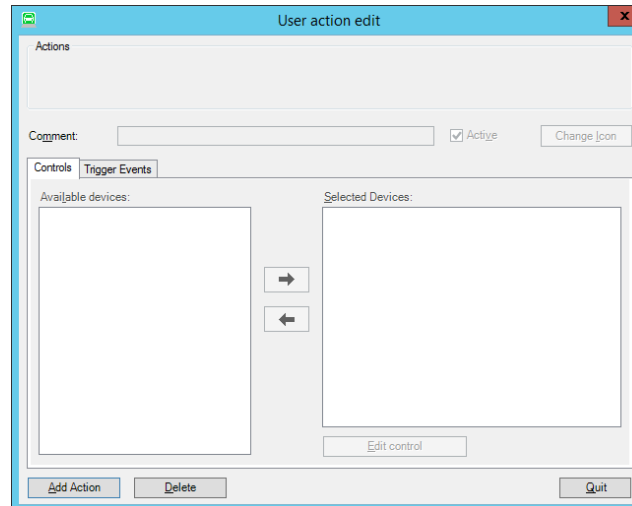 User action edit
x
Actions
Comment:
Active
Change Icon
Controls
Trigger Events
Available devices:
Selected Devices:
Edit control
Add Action
Delete
Quit